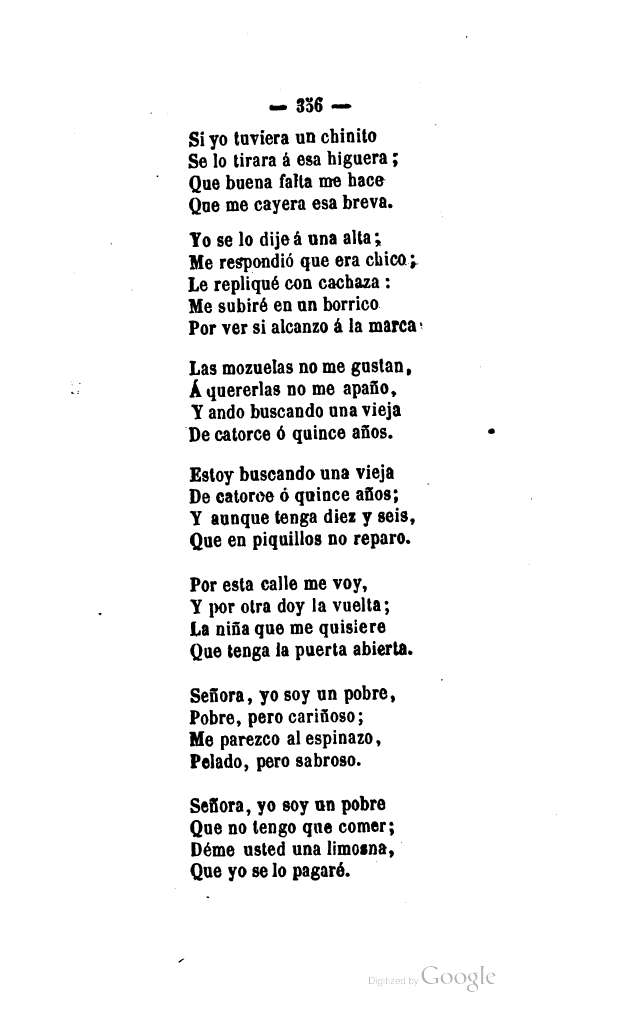 — 356 —
Si yo tuviera un chinito
Se lo tirara á esa higuera;
Que buena falta me hace
Que me cayera esa breva.
Yo se lo dije á una alta;
Me respondió que era chico;
Le repliqué con cachaza:
Me subiré en un borrico
Por ver si alcanzo á la marca
Las mozuelas no me gustan,
Á quererlas no me apaño,
Y ando buscando una vieja
De catorce ó quince años.
Estoy buscando una vieja
De catorce ó quince años;
Y aunque tenga diez y seis,
Que en piquillos no reparo.
Por esta calle me voy,
Y por otra doy la vuelta;
La niña que me quisiere
Que tenga la puerta abierta.
Señora, yo soy un pobre,
Pobre, pero cariñoso;
Me parezco al espinazo,
Pelado, pero sabroso.
Señora, yo soy un pobre
Que no tengo que comer;
Déme usted una limosna,
Que yo se lo pagaré.
Digitized by Google